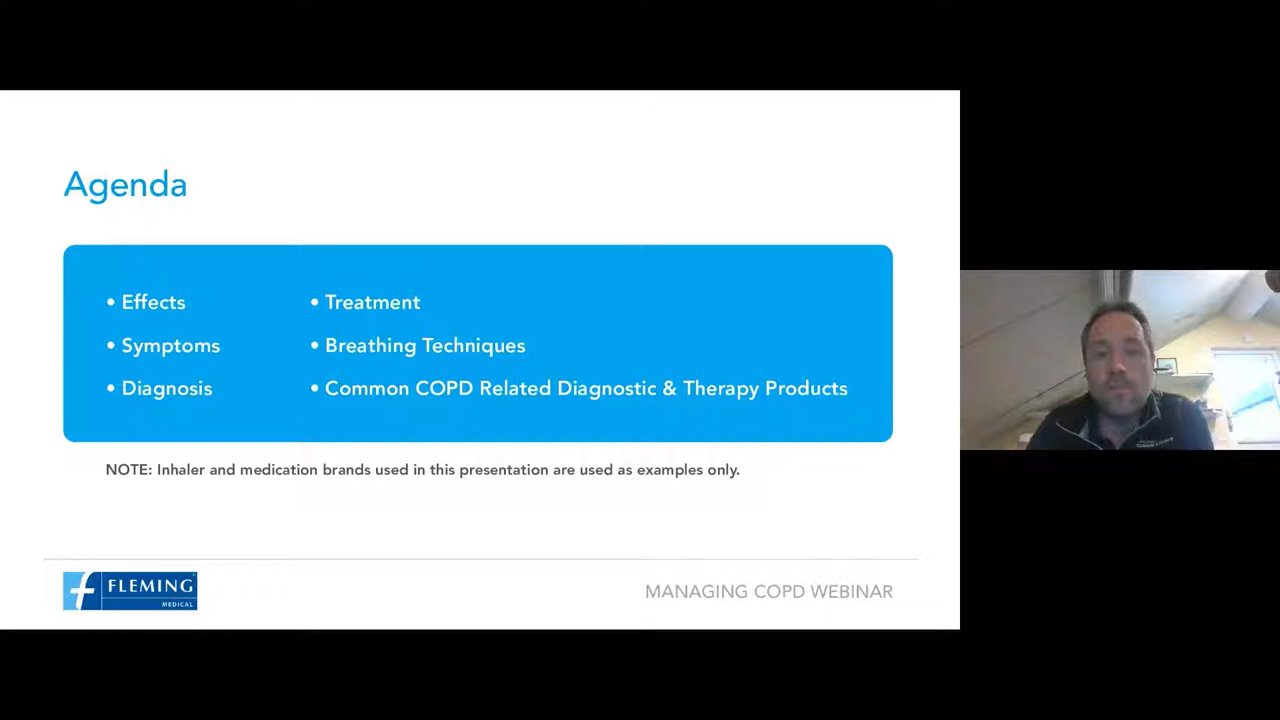 Agenda
• Effects
• Symptoms
• Diagnosis
• Treatment
• Breathing Techniques
• Common COPD Related Diagnostic & Therapy Products
NOTE: Inhaler and medication brands used in this presentation are used as examples only.
FLEMING
MEDICAL
MANAGING COPD WEBINAR